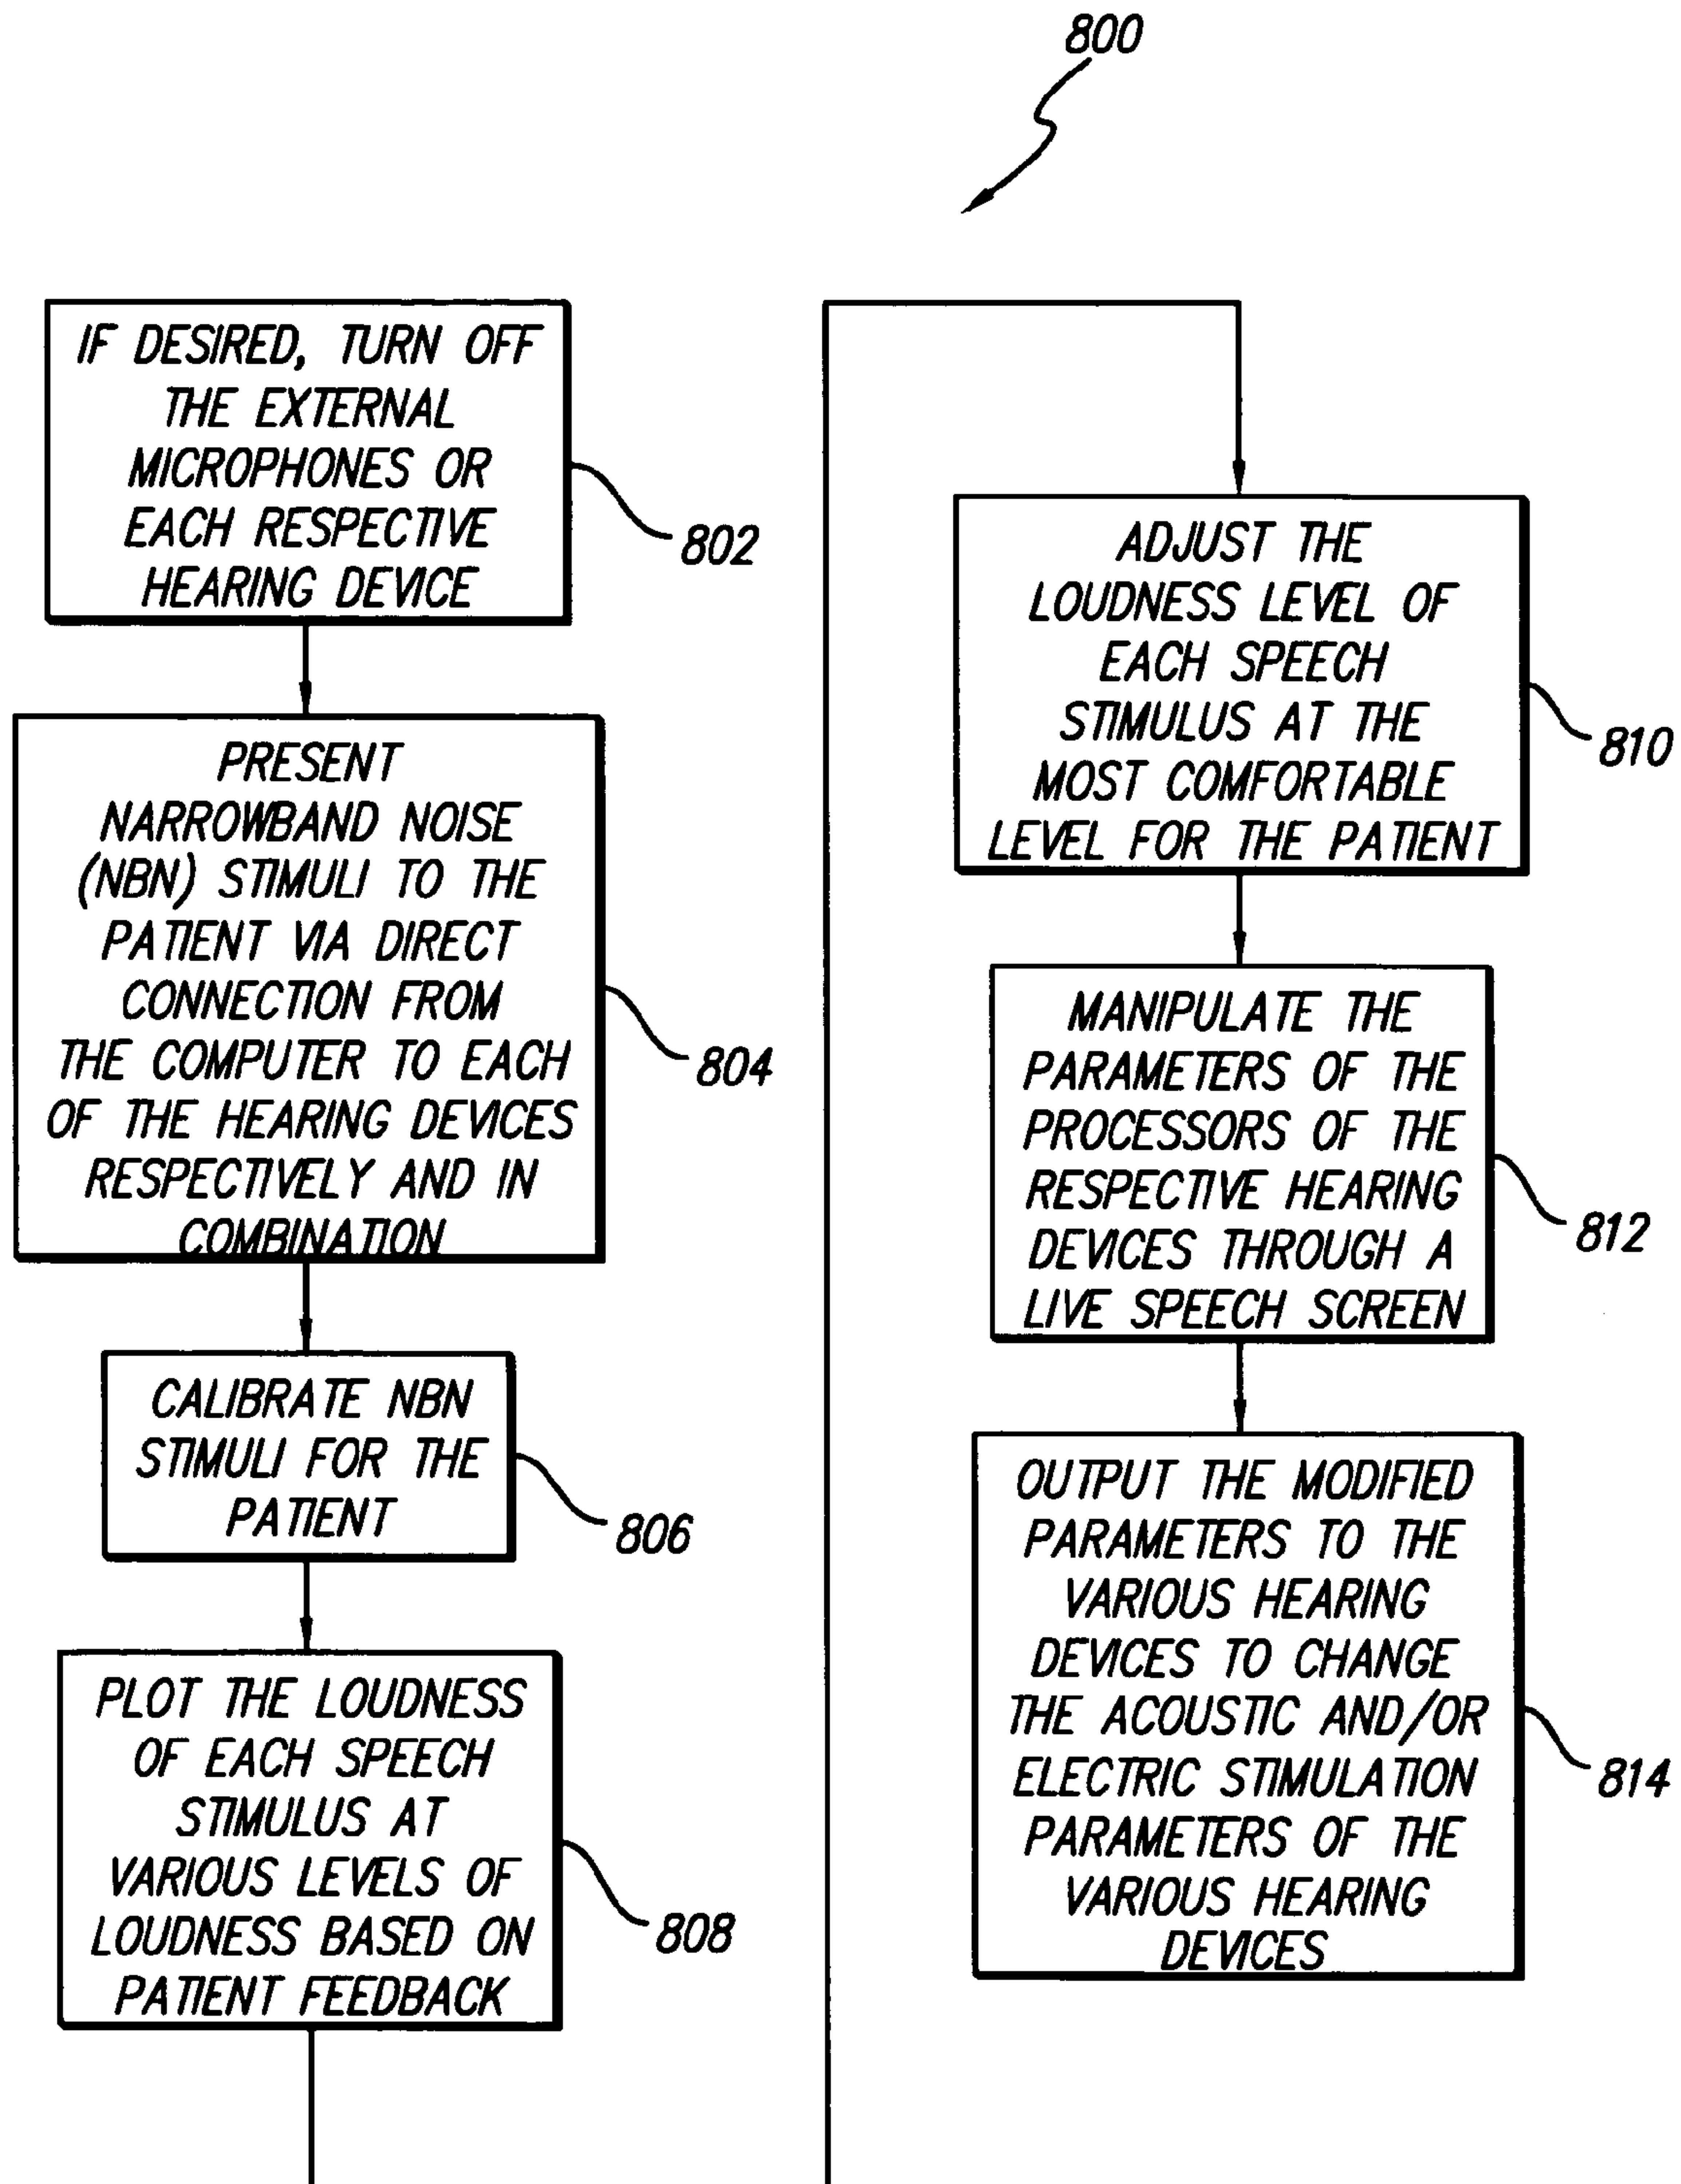 800
IF DESIRED, TURN OFF
THE EXTERNAL
MICROPHONES OR
EACH RESPECTIVE
HEARING DEVICE
802
PRESENT
NARROWBAND NOISE
(NBN) STIMULI TO THE
PATIENT VIA DIRECT
CONNECTION FROM
THE COMPUTER TO EACH
OF THE HEARING DEVICES
RESPECTIVELY AND IN
COMBINATION
804
CALIBRATE NBN
STIMULI FOR THE
PATIENT
806
PLOT THE LOUDNESS
OF EACH SPEECH
STIMULUS AT
VARIOUS LEVELS OF
LOUDNESS BASED ON
PATIENT FEEDBACK
808
ADJUST THE
LOUDNESS LEVEL OF
EACH SPEECH
STIMULUS AT THE
MOST COMFORTABLE
LEVEL FOR THE PATIENT
810
MANIPULATE THE
PARAMETERS OF THE
PROCESSORS OF THE
RESPECTIVE HEARING
DEVICES THROUGH A
LIVE SPEECH SCREEN
812
OUTPUT THE MODIFIED
PARAMETERS TO THE
VARIOUS HEARING
DEVICES TO CHANGE
THE ACOUSTIC AND/OR
ELECTRIC STIMULATION
PARAMETERS OF THE
VARIOUS HEARING
DEVICES
814